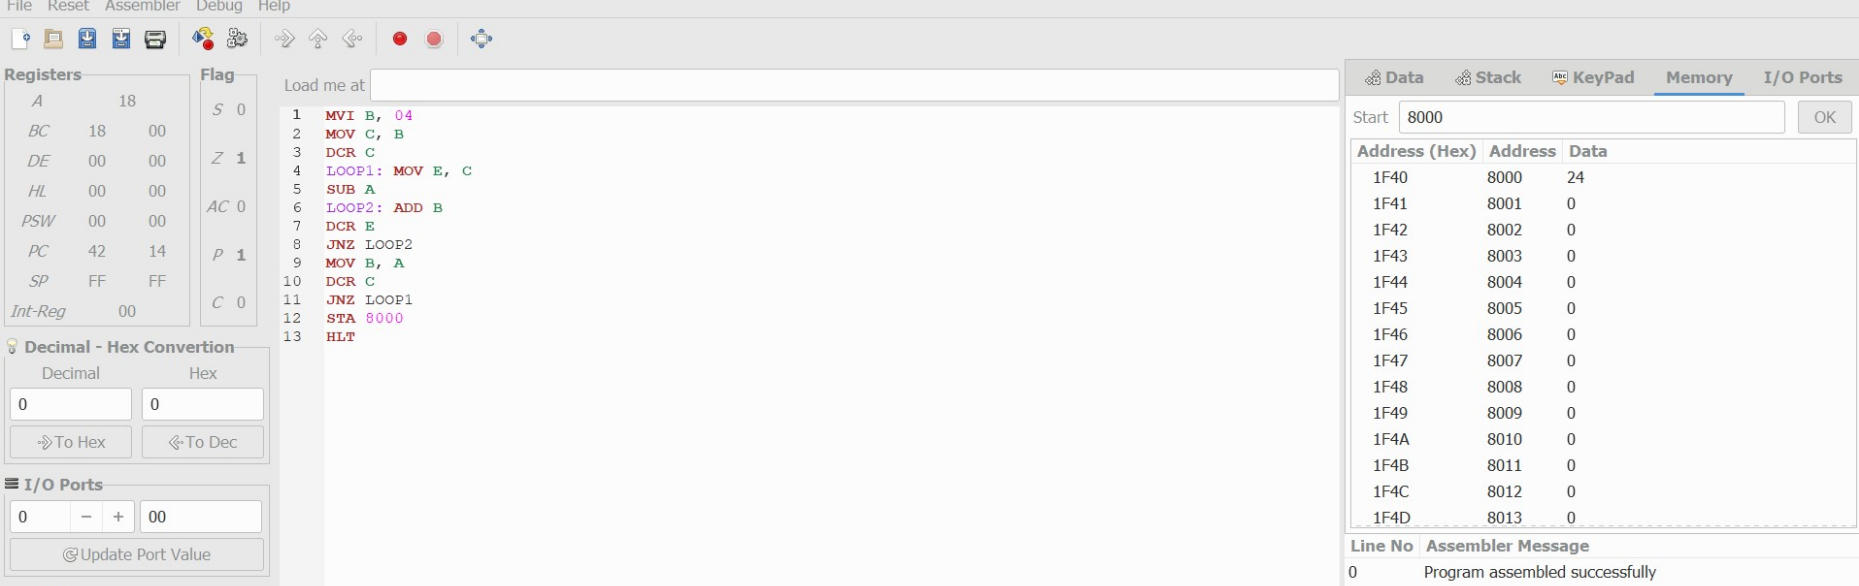 File Reset Assembler Debug Help
Registers
A 18
BC 18 00
DE 00 00
HL 00 00
PSW 00 00
PC 42 14
SP FF FF
Int-Reg 00
Flag
S 0
Z 1
AC 0
P 1
C 0
Decimal - Hex Convertion
Decimal Hex
0 0
To Hex To Dec
I/O Ports
0 − + 00
Update Port Value
Load me at
1 MVI B, 04
2 MOV C, B
3 DCR C
4 LOOP1: MOV E, C
5 SUB A
6 LOOP2: ADD B
7 DCR E
8 JNZ LOOP2
9 MOV B, A
10 DCR C
11 JNZ LOOP1
12 STA 8000
13 HLT
Data Stack Abc KeyPad Memory I/O Ports
Start 8000 OK
Address (Hex) Address Data
1F40 8000 24
1F41 8001 0
1F42 8002 0
1F43 8003 0
1F44 8004 0
1F45 8005 0
1F46 8006 0
1F47 8007 0
1F48 8008 0
1F49 8009 0
1F4A 8010 0
1F4B 8011 0
1F4C 8012 0
1F4D 8013 0
Line No Assembler Message
0 Program assembled successfully